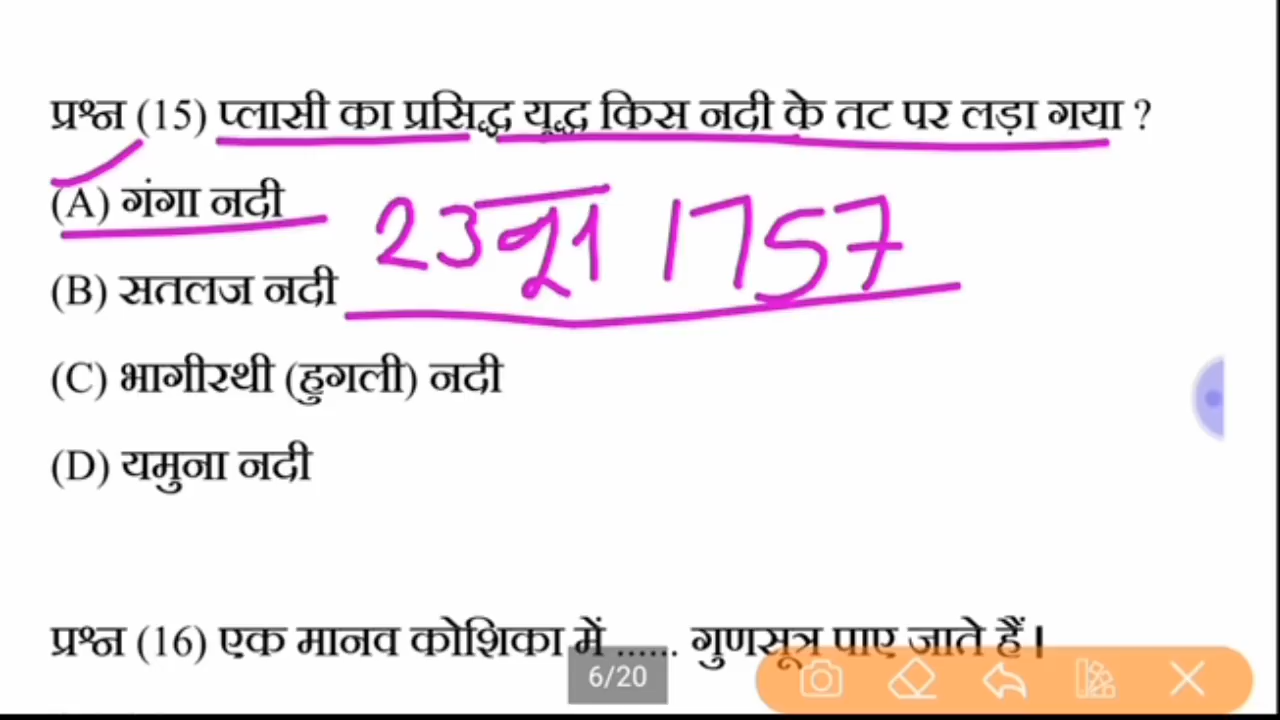 प्रश्न (15) प्लासी का प्रसिद्ध युद्ध किस नदी के तट पर लड़ा गया ?
(A) गंगा नदी
23 जून 1757
(B) सतलज नदी
(C) भागीरथी (हुगली) नदी
(D) यमुना नदी
प्रश्न (16) एक मानव कोशिका में ...... गुणसूत्र पाए जाते हैं ।
6/20